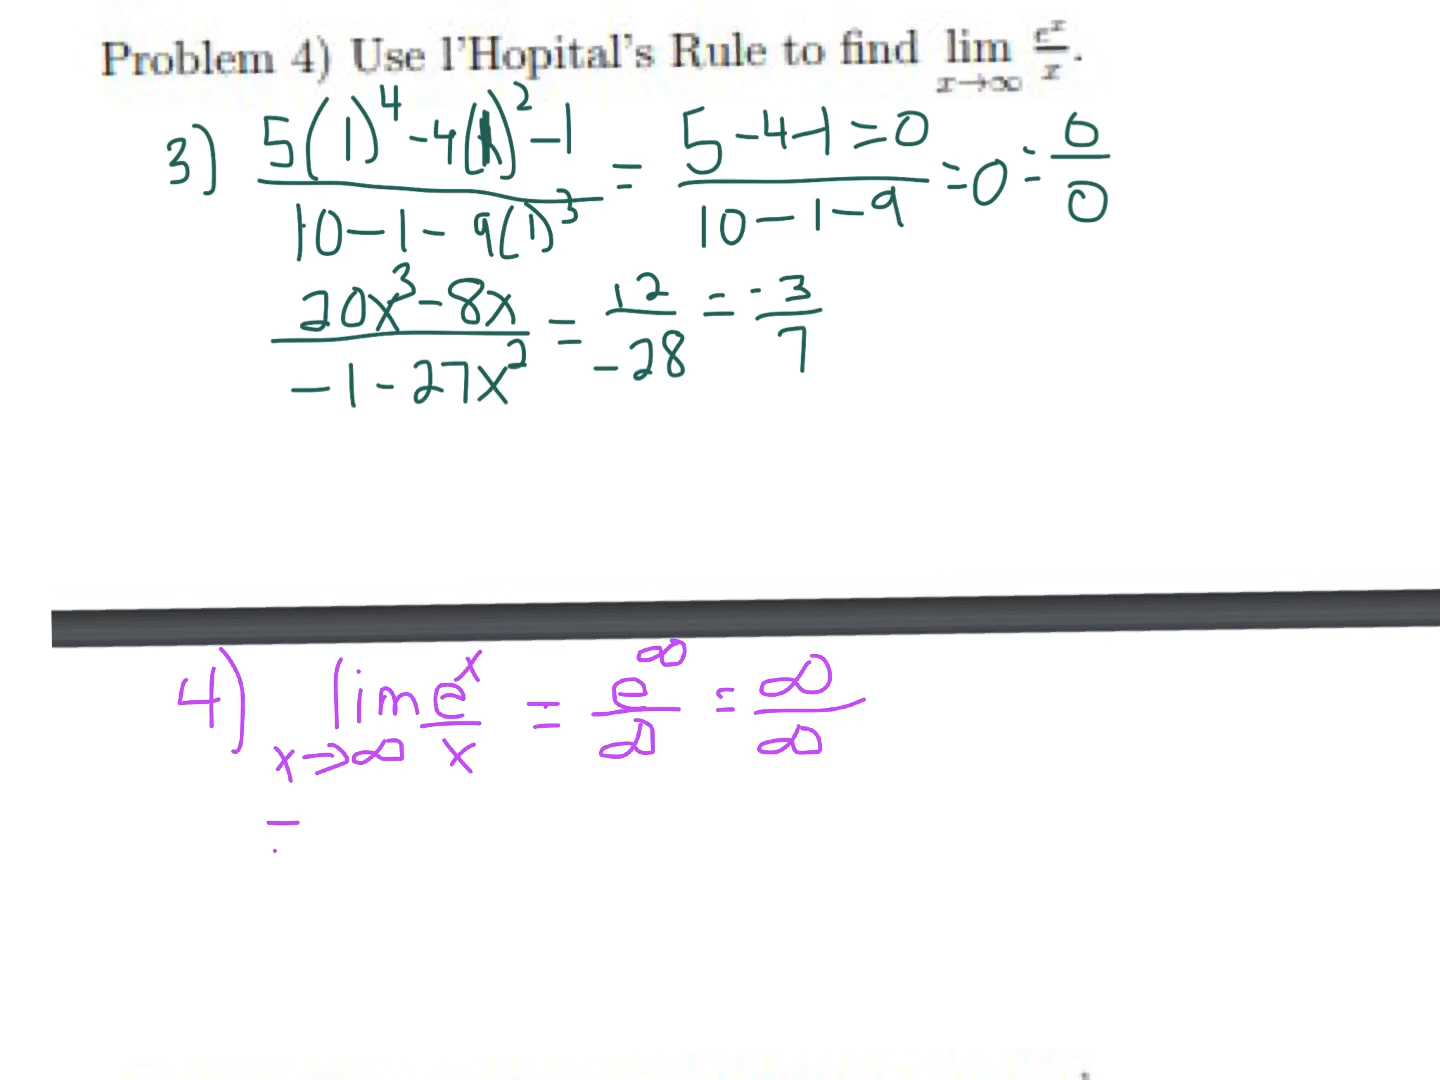 Problem 4) Use l'Hopital's Rule to find lim x→∞ e^x/x.
3) (5(1)^4 - 4(1)^2 - 1)/(10 - 1 - 9(1)^3) = (5 - 4 - 1 = 0)/(10 - 1 - 9) = 0 = 0/0
(20x^3 - 8x)/(-1 - 27x^2) = 12/-28 = -3/7
4) lim x→∞ e^x/x = e^∞/∞ = ∞/∞